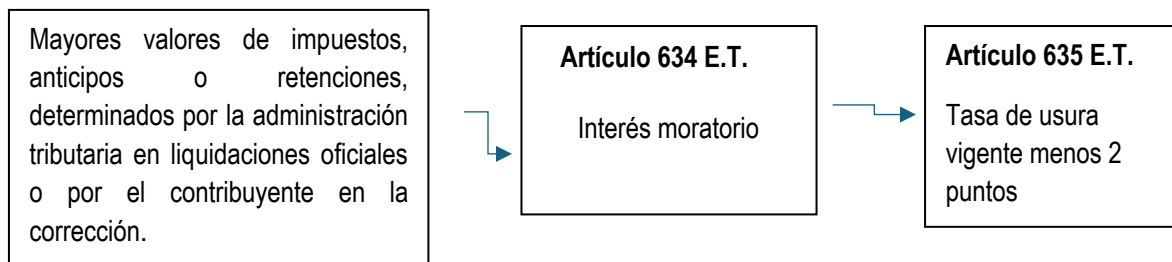 Mayores valores de impuestos,
anticipos o retenciones,
determinados por la administración
tributaria en liquidaciones oficiales
o por el contribuyente en la
corrección.
Artículo 634 E.T.
Interés moratorio
Artículo 635 E.T.
Tasa de usura
vigente menos 2
puntos